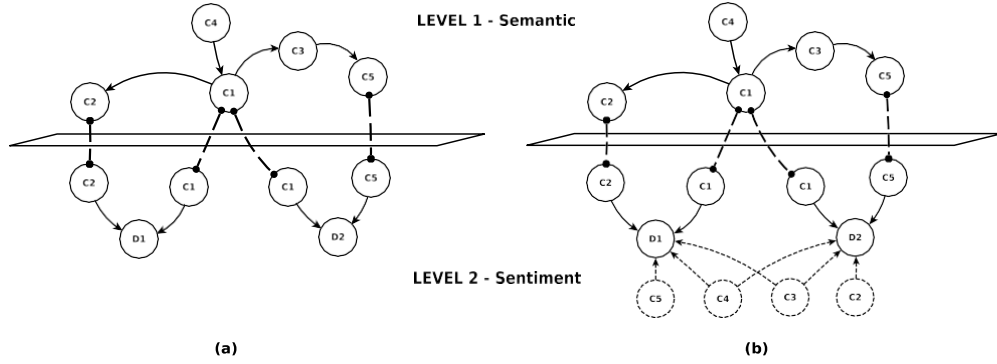 C4
C4
LEVEL 1 - Semantic
C3
C3
C5
C5
C1
C1
C2
C2
C2
C1
C1
C5
C2
C1
C1
C5
D1
D2
D1
D2
LEVEL 2 - Sentiment
C5
C4
C3
C2
(a)
(b)